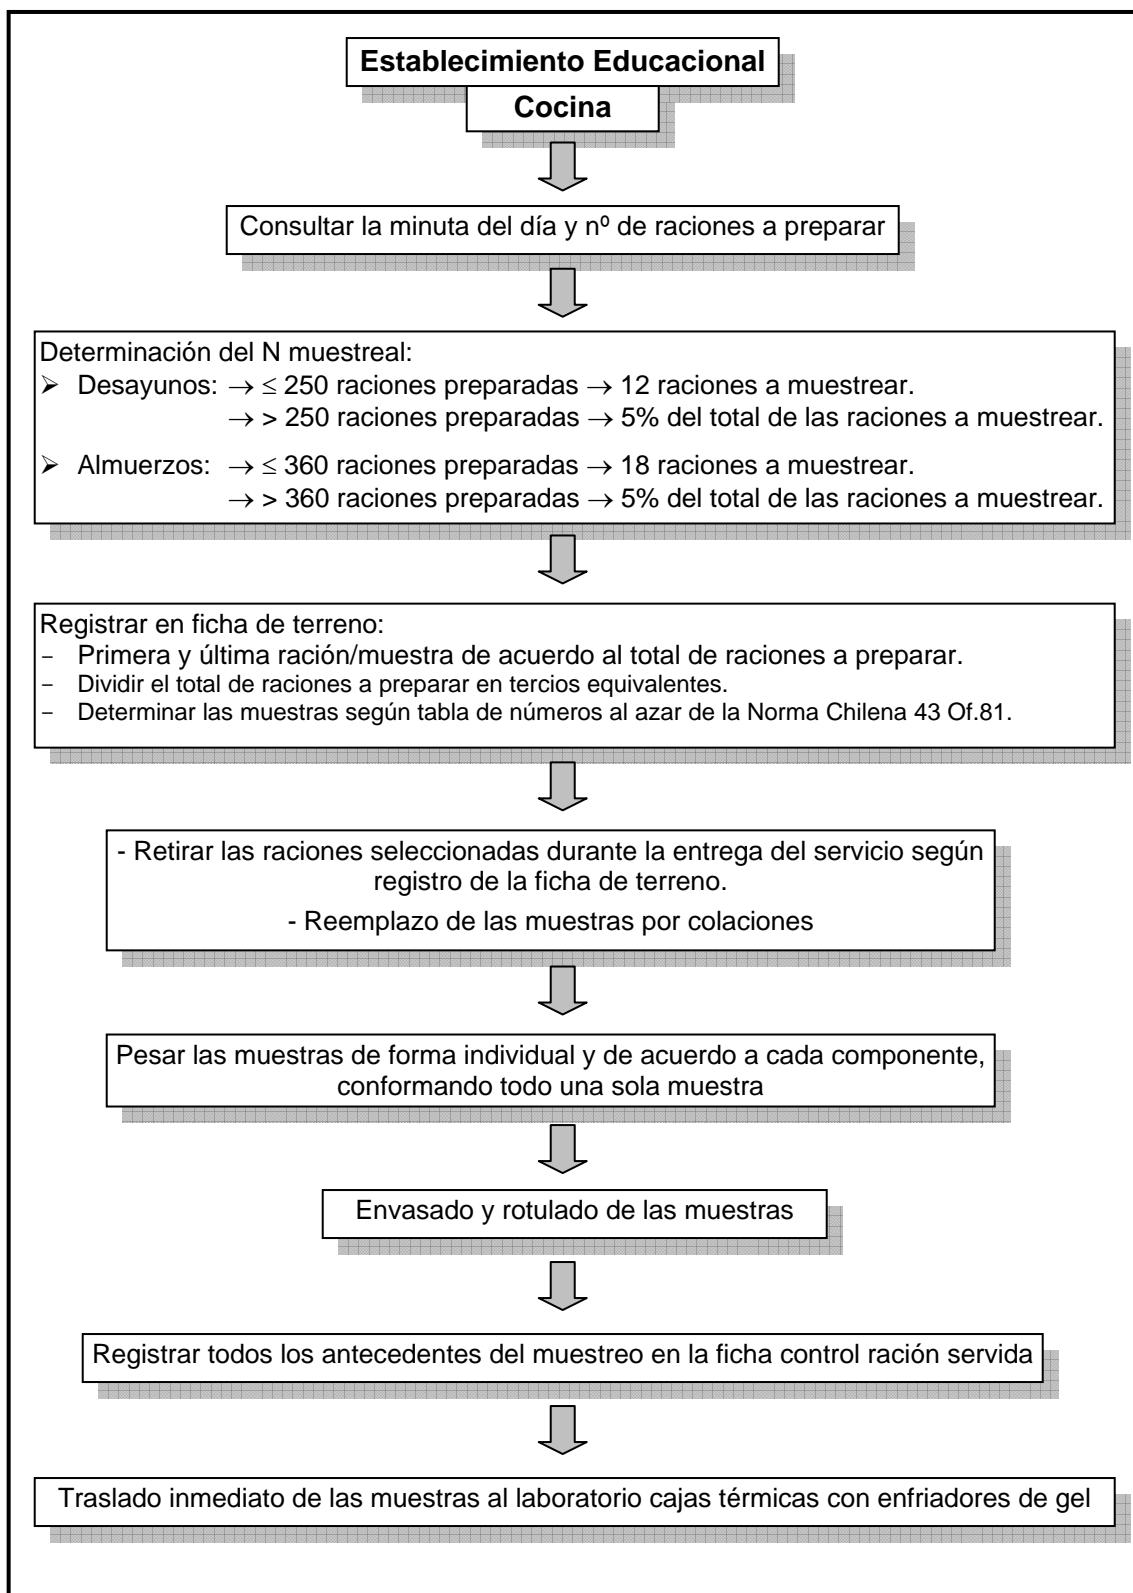 Establecimiento Educacional
Cocina
Consultar la minuta del día y nº de raciones a preparar
Determinación del N muestreal:
➢ Desayunos: → ≤ 250 raciones preparadas → 12 raciones a muestrear.
→ > 250 raciones preparadas → 5% del total de las raciones a muestrear.
➢ Almuerzos: → ≤ 360 raciones preparadas → 18 raciones a muestrear.
→ > 360 raciones preparadas → 5% del total de las raciones a muestrear.
Registrar en ficha de terreno:
- Primera y última ración/muestra de acuerdo al total de raciones a preparar.
- Dividir el total de raciones a preparar en tercios equivalentes.
- Determinar las muestras según tabla de números al azar de la Norma Chilena 43 Of.81.
- Retirar las raciones seleccionadas durante la entrega del servicio según
registro de la ficha de terreno.
- Reemplazo de las muestras por colaciones
Pesar las muestras de forma individual y de acuerdo a cada componente,
conformando todo una sola muestra
Envasado y rotulado de las muestras
Registrar todos los antecedentes del muestreo en la ficha control ración servida
Traslado inmediato de las muestras al laboratorio cajas térmicas con enfriadores de gel